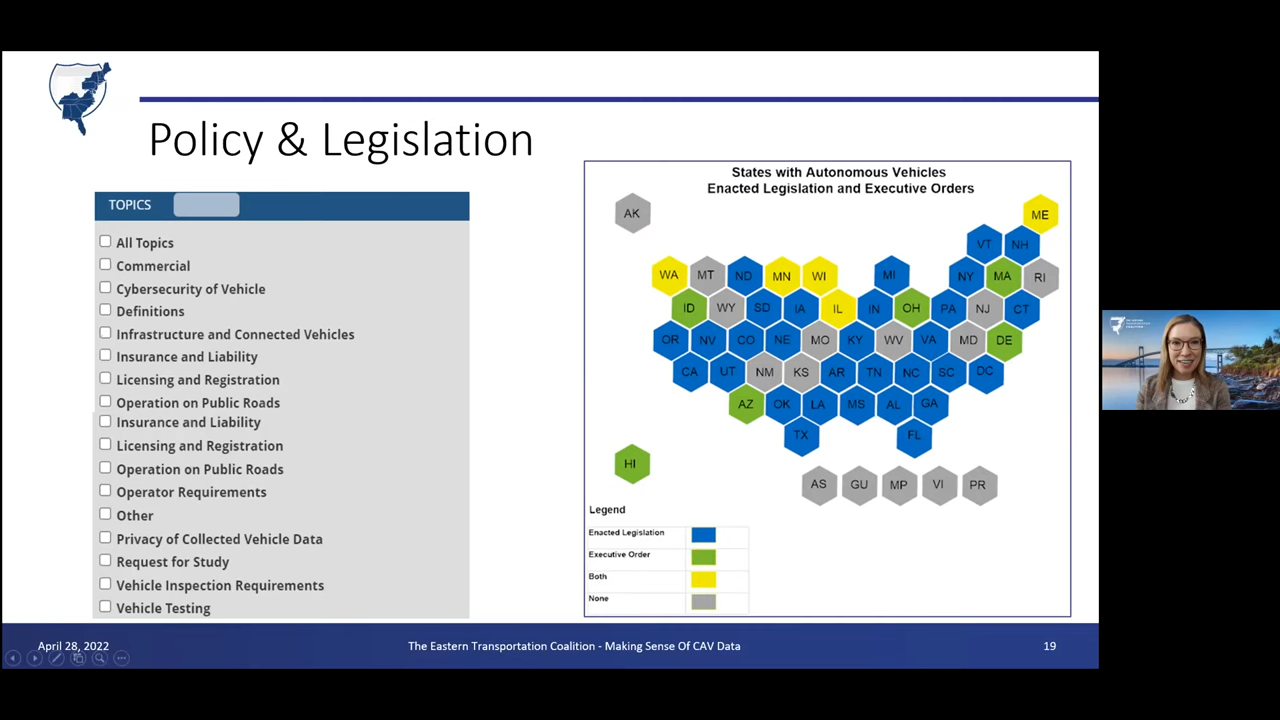 Policy & Legislation
TOPICS
All Topics
Commercial
Cybersecurity of Vehicle
Definitions
Infrastructure and Connected Vehicles
Insurance and Liability
Licensing and Registration
Operation on Public Roads
Insurance and Liability
Licensing and Registration
Operation on Public Roads
Operator Requirements
Other
Privacy of Collected Vehicle Data
Request for Study
Vehicle Inspection Requirements
Vehicle Testing
States with Autonomous Vehicles
Enacted Legislation and Executive Orders
AK
ME
VT NH
WA MT ND MN WI MI NY MA RI
ID WY SD IA IL IN OH PA NJ CT
OR NV CO NE MO KY WV VA MD DE
CA UT NM KS AR TN NC SC DC
AZ OK LA MS AL GA
TX FL
HI
AS GU MP VI PR
Legend
Enacted Legislation
Executive Order
Both
None
April 28, 2022
The Eastern Transportation Coalition - Making Sense Of CAV Data
19